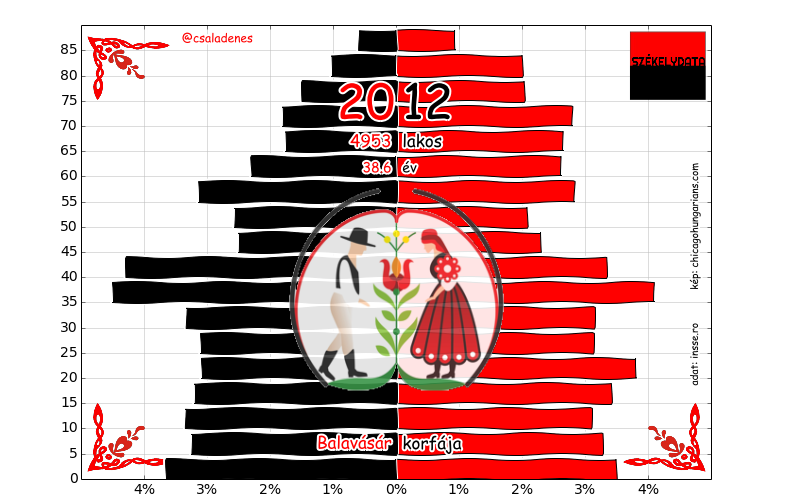 @csaladenes
SZÉKELYDATA
2012
4953 lakos
38.6 év
kép: chicagohungarians.com
adat: insse.ro
Balavásár korfája
85
80
75
70
65
60
55
50
45
40
35
30
25
20
15
10
5
0
4% 3% 2% 1% 0% 1% 2% 3% 4%